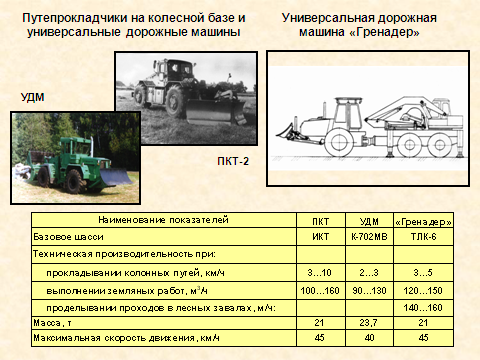 Путепрокладчики на колесной базе и
универсальные дорожные машины
Универсальная дорожная
машина «Гренадер»
УДМ
ПКТ-2
Наименование показателей ПКТ УДМ «Гренадер»
Базовое шасси ИКТ К-702МВ ТЛК-6
Техническая производительность при:
прокладывании колонных путей, км/ч 3...10 2...3 3...5
выполнении земляных работ, м³/ч 100...160 90...130 120...150
проделывании проходов в лесных завалах, м/ч: 140...160
Масса, т 21 23,7 21
Максимальная скорость движения, км/ч 45 40 45